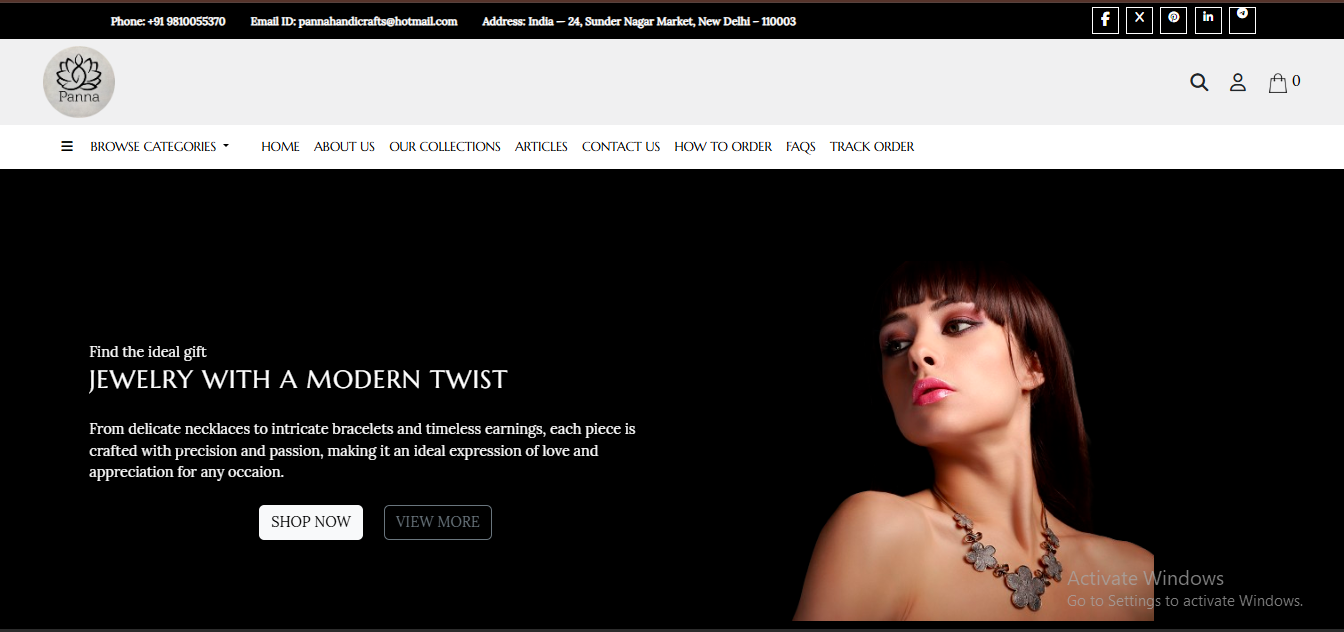 Phone: +91 9810055370 Email ID: pannahandicrafts@hotmail.com Address: India — 24, Sunder Nagar Market, New Delhi – 110003
Panna
0
BROWSE CATEGORIES HOME ABOUT US OUR COLLECTIONS ARTICLES CONTACT US HOW TO ORDER FAQS TRACK ORDER
Find the ideal gift
JEWELRY WITH A MODERN TWIST
From delicate necklaces to intricate bracelets and timeless earnings, each piece is
crafted with precision and passion, making it an ideal expression of love and
appreciation for any occaion.
SHOP NOW VIEW MORE
Activate Windows
Go to Settings to activate Windows.